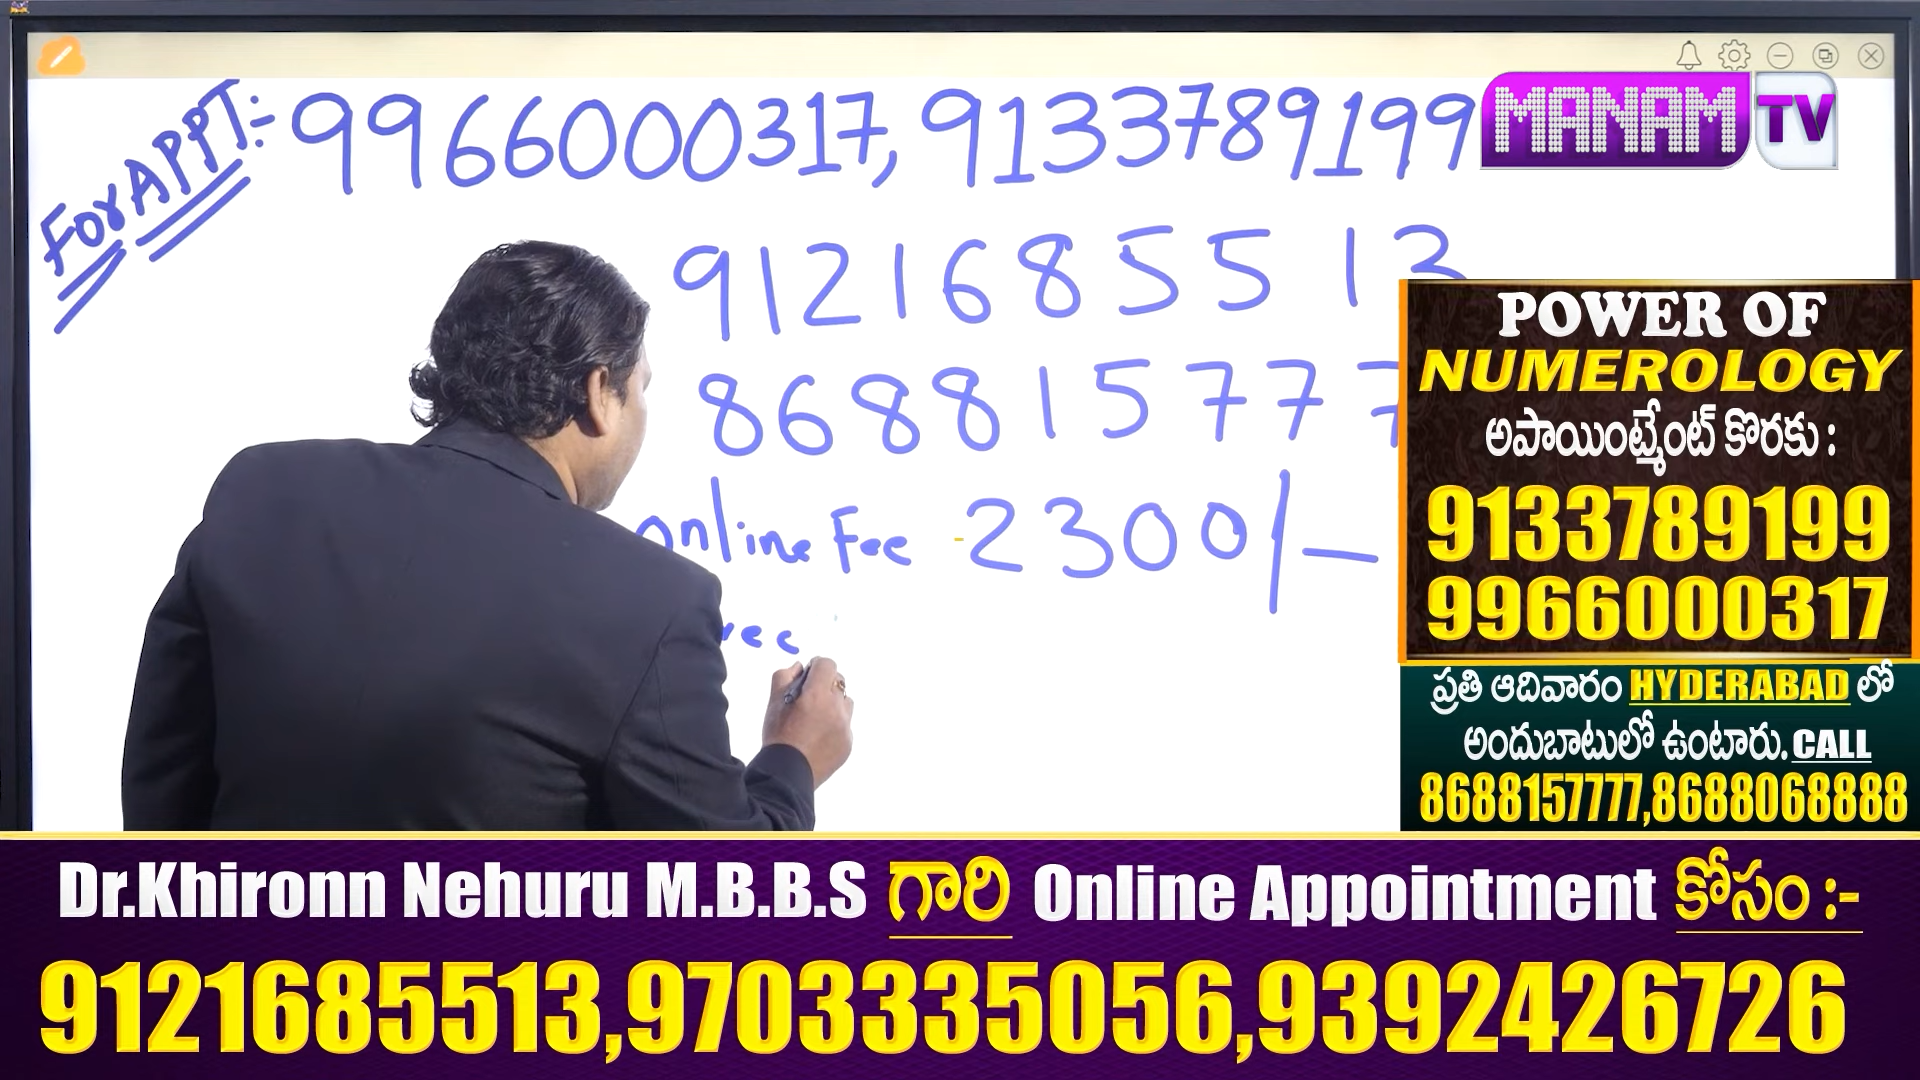 For APPT:- 9966000317, 9133789199
MANAM TV
9121685513
868815777
online Fee - 2300/-
POWER OF
NUMEROLOGY
అపాయింట్మేంట్ కొరకు :
9133789199
9966000317
ప్రతి ఆదివారం HYDERABAD లో
అందుబాటులో ఉంటారు. CALL
8688157777,8688068888
Dr.Khironn Nehuru M.B.B.S గారి Online Appointment కోసం :-
9121685513,9703335056,9392426726